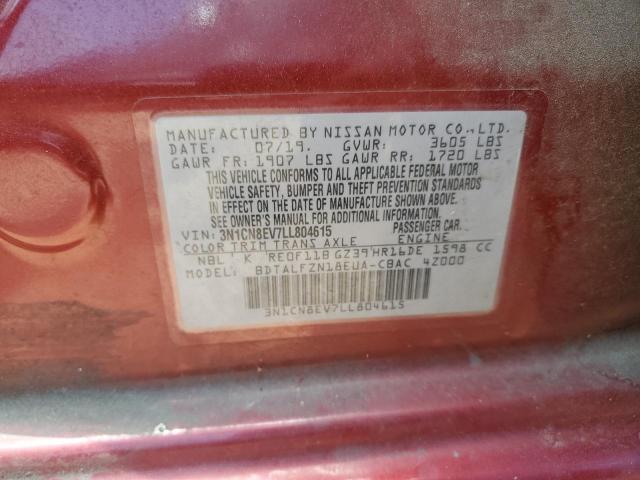 MANUFACTURED BY NISSAN MOTOR CO., LTD.
DATE: 07/19. GVWR: 3605 LBS
GAWR FR: 1907 LBS GAWR RR: 1720 LBS
THIS VEHICLE CONFORMS TO ALL APPLICABLE FEDERAL MOTOR
VEHICLE SAFETY, BUMPER AND THEFT PREVENTION STANDARDS
IN EFFECT ON THE DATE OF MANUFACTURE SHOWN ABOVE.
SEE OWNER'S MANUAL FOR ADDITIONAL INFORMATION
VIN: 3N1CN8EV7LL804615 PASSENGER CAR
COLOR TRIM TRANS AXLE ENGINE
NBL K RE0F11B GZ39 HR16DE 1598 CC
MODEL: BDTALFZN18EUA-CBAC 4Z000
3N1CN8EV7LL804615